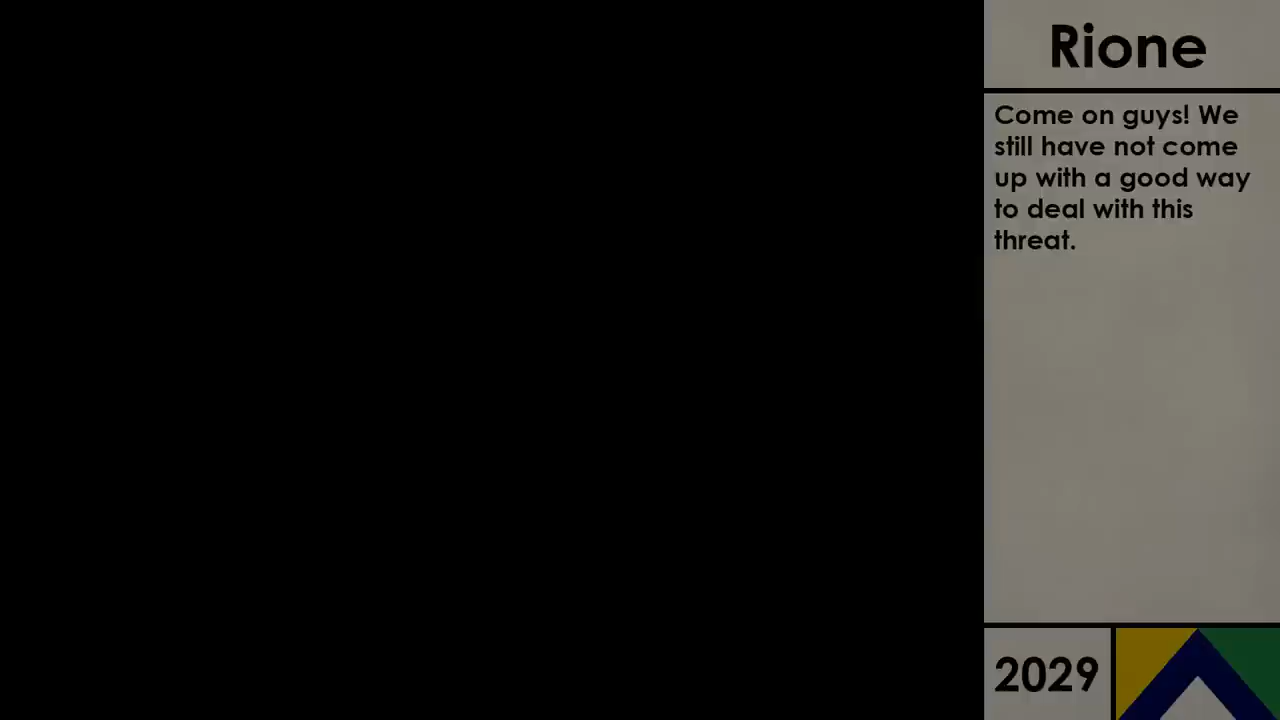 Rione
Come on guys! We
still have not come
up with a good way
to deal with this
threat.
2029